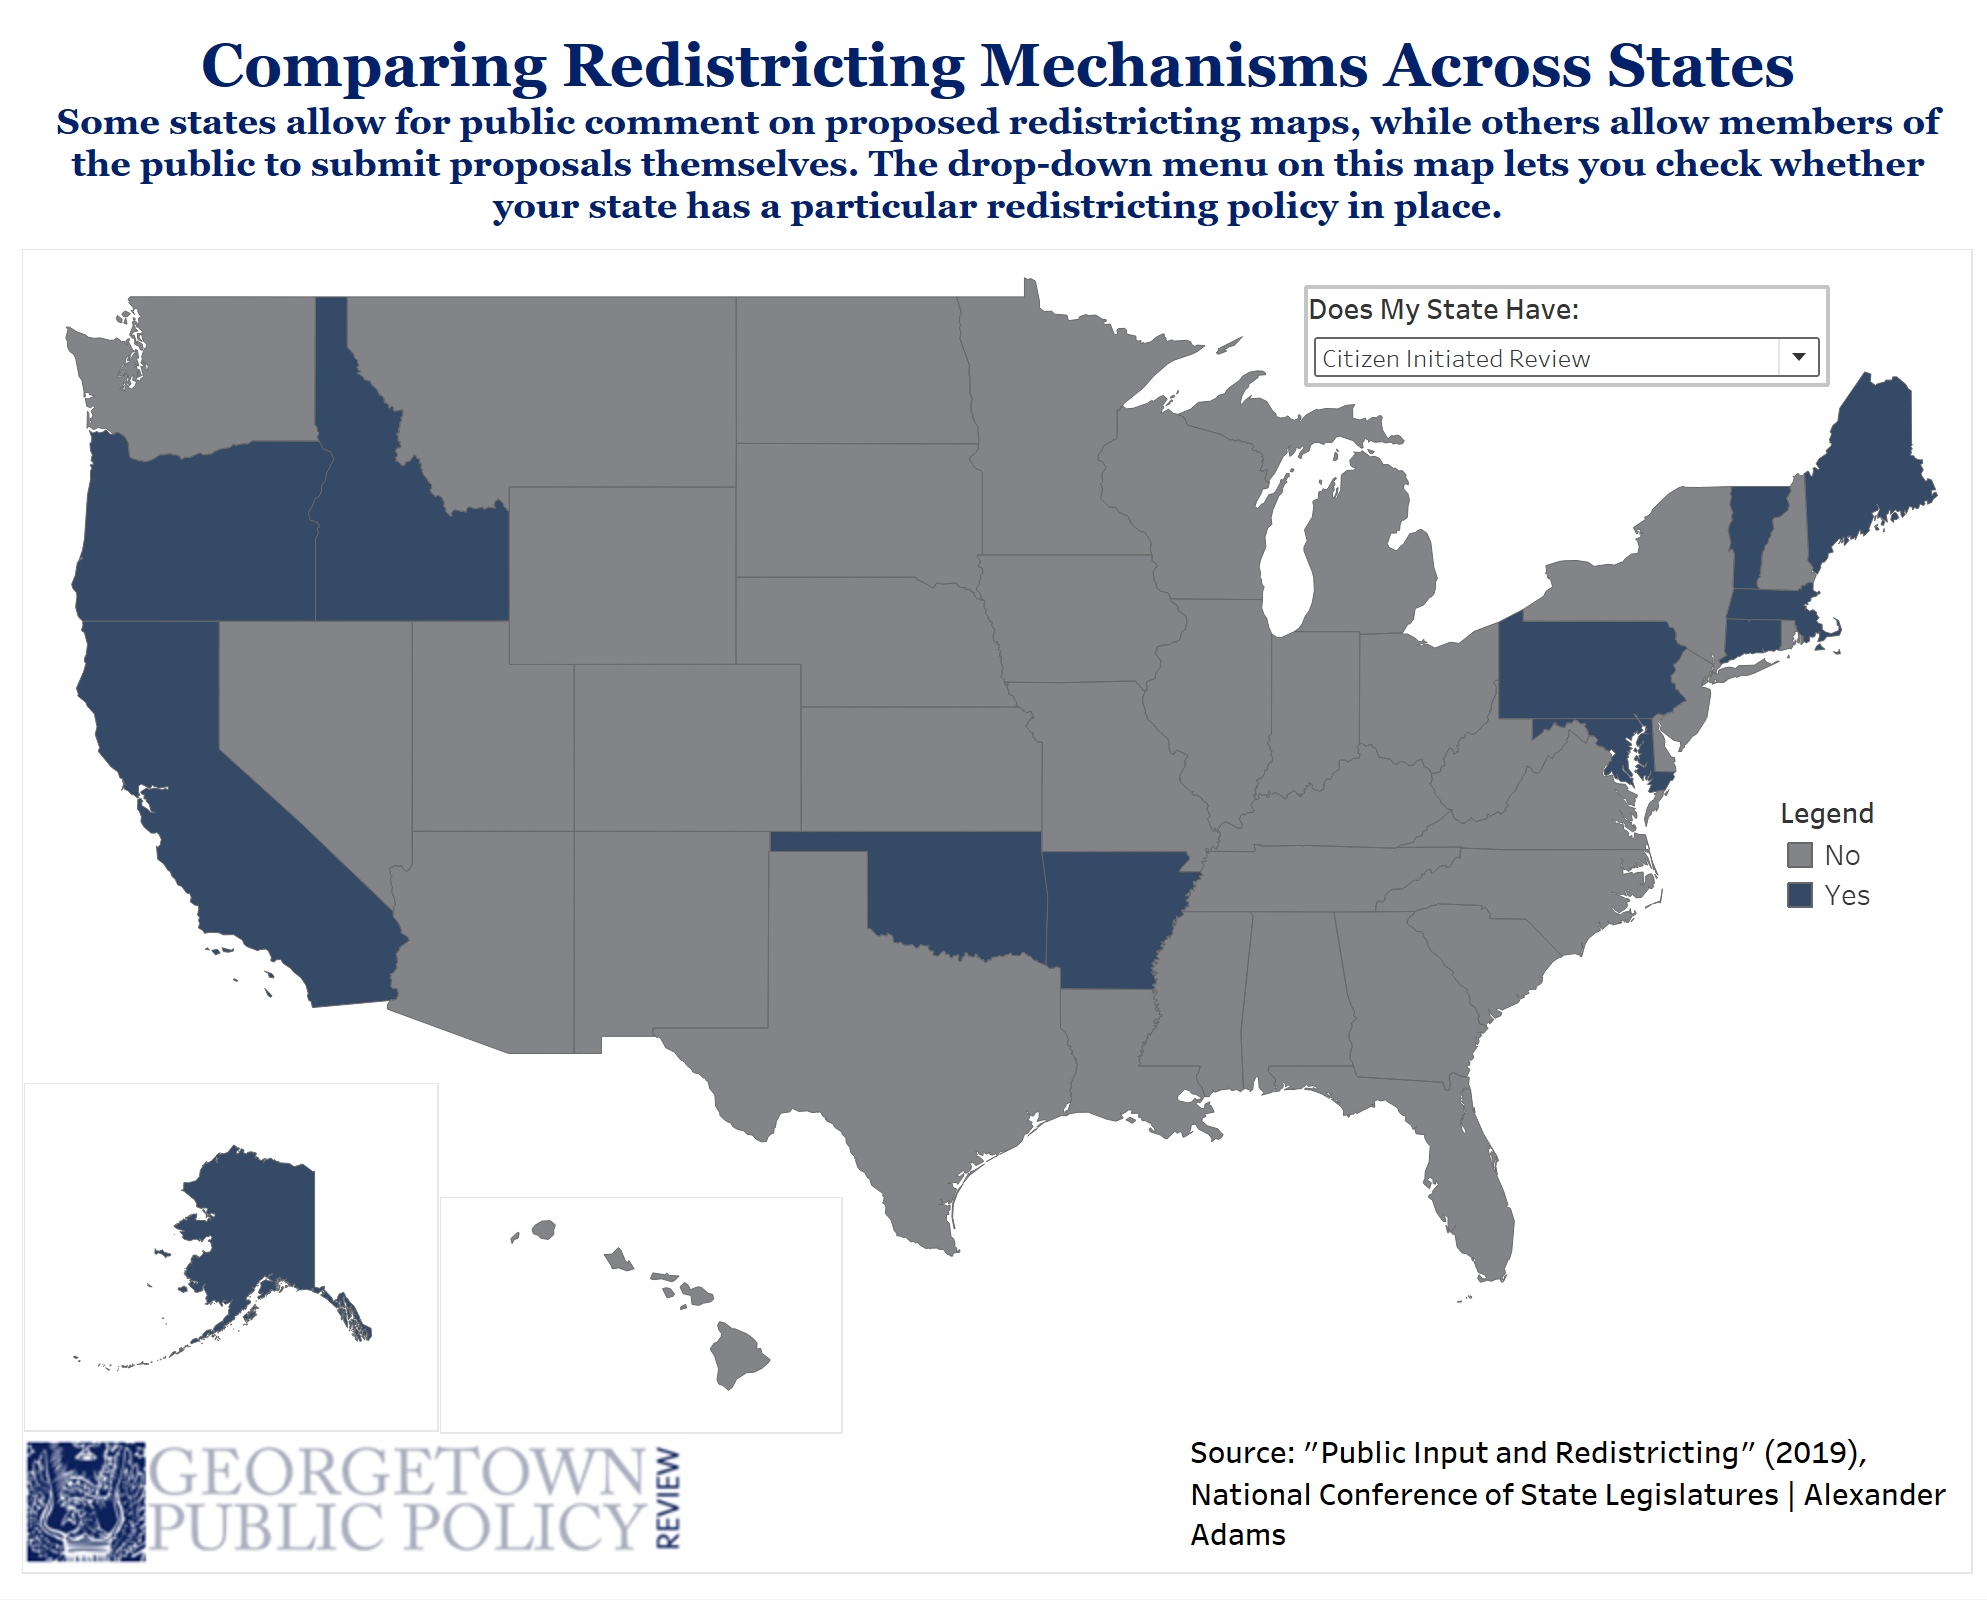 Comparing Redistricting Mechanisms Across States
Some states allow for public comment on proposed redistricting maps, while others allow members of
the public to submit proposals themselves. The drop-down menu on this map lets you check whether
your state has a particular redistricting policy in place.
Does My State Have:
Citizen Initiated Review
Legend
No
Yes
GEORGETOWN
PUBLIC POLICY
REVIEW
Source: "Public Input and Redistricting" (2019),
National Conference of State Legislatures | Alexander
Adams